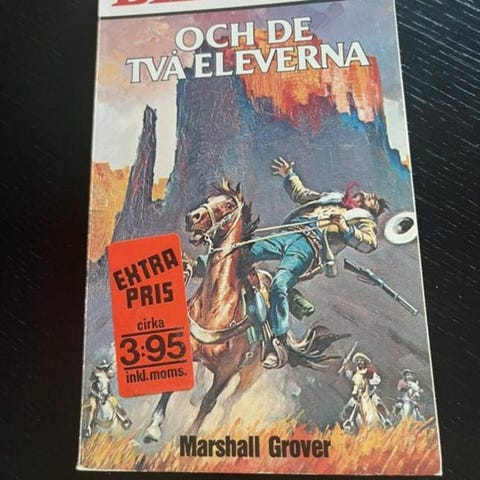 OCH DE
TVÅ ELEVERNA
EXTRA
PRIS
cirka
3:95
inkl.moms.
Marshall Grover